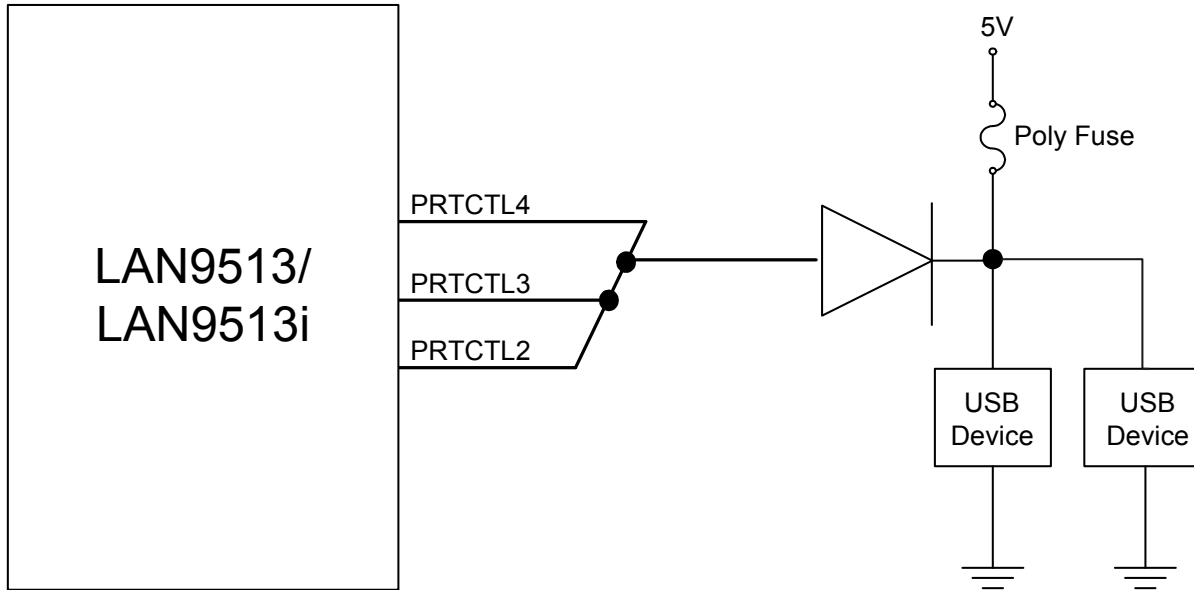 5V
Poly Fuse
PRTCTL4
LAN9513/
LAN9513i
PRTCTL3
PRTCTL2
USB
Device
USB
Device